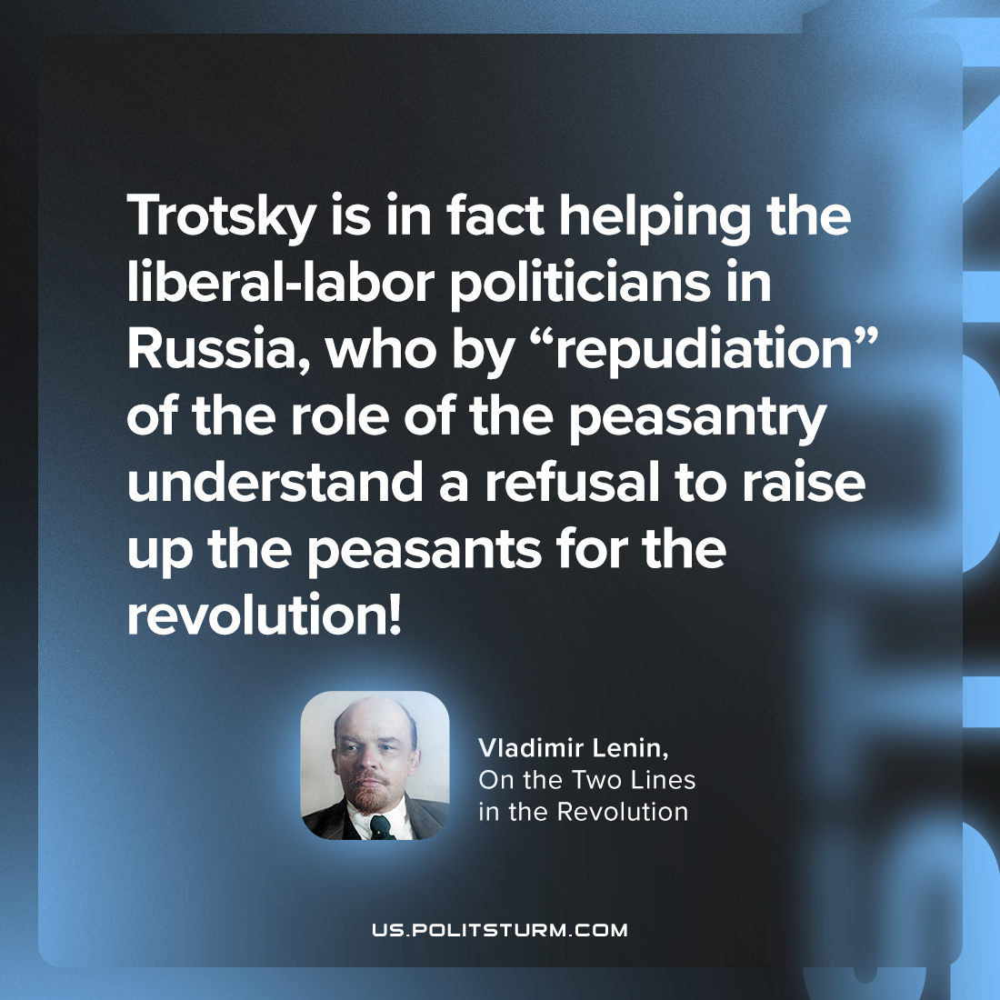 Trotsky is in fact helping the
liberal-labor politicians in
Russia, who by “repudiation”
of the role of the peasantry
understand a refusal to raise
up the peasants for the
revolution!
Vladimir Lenin,
On the Two Lines
in the Revolution
US.POLITSTURM.COM